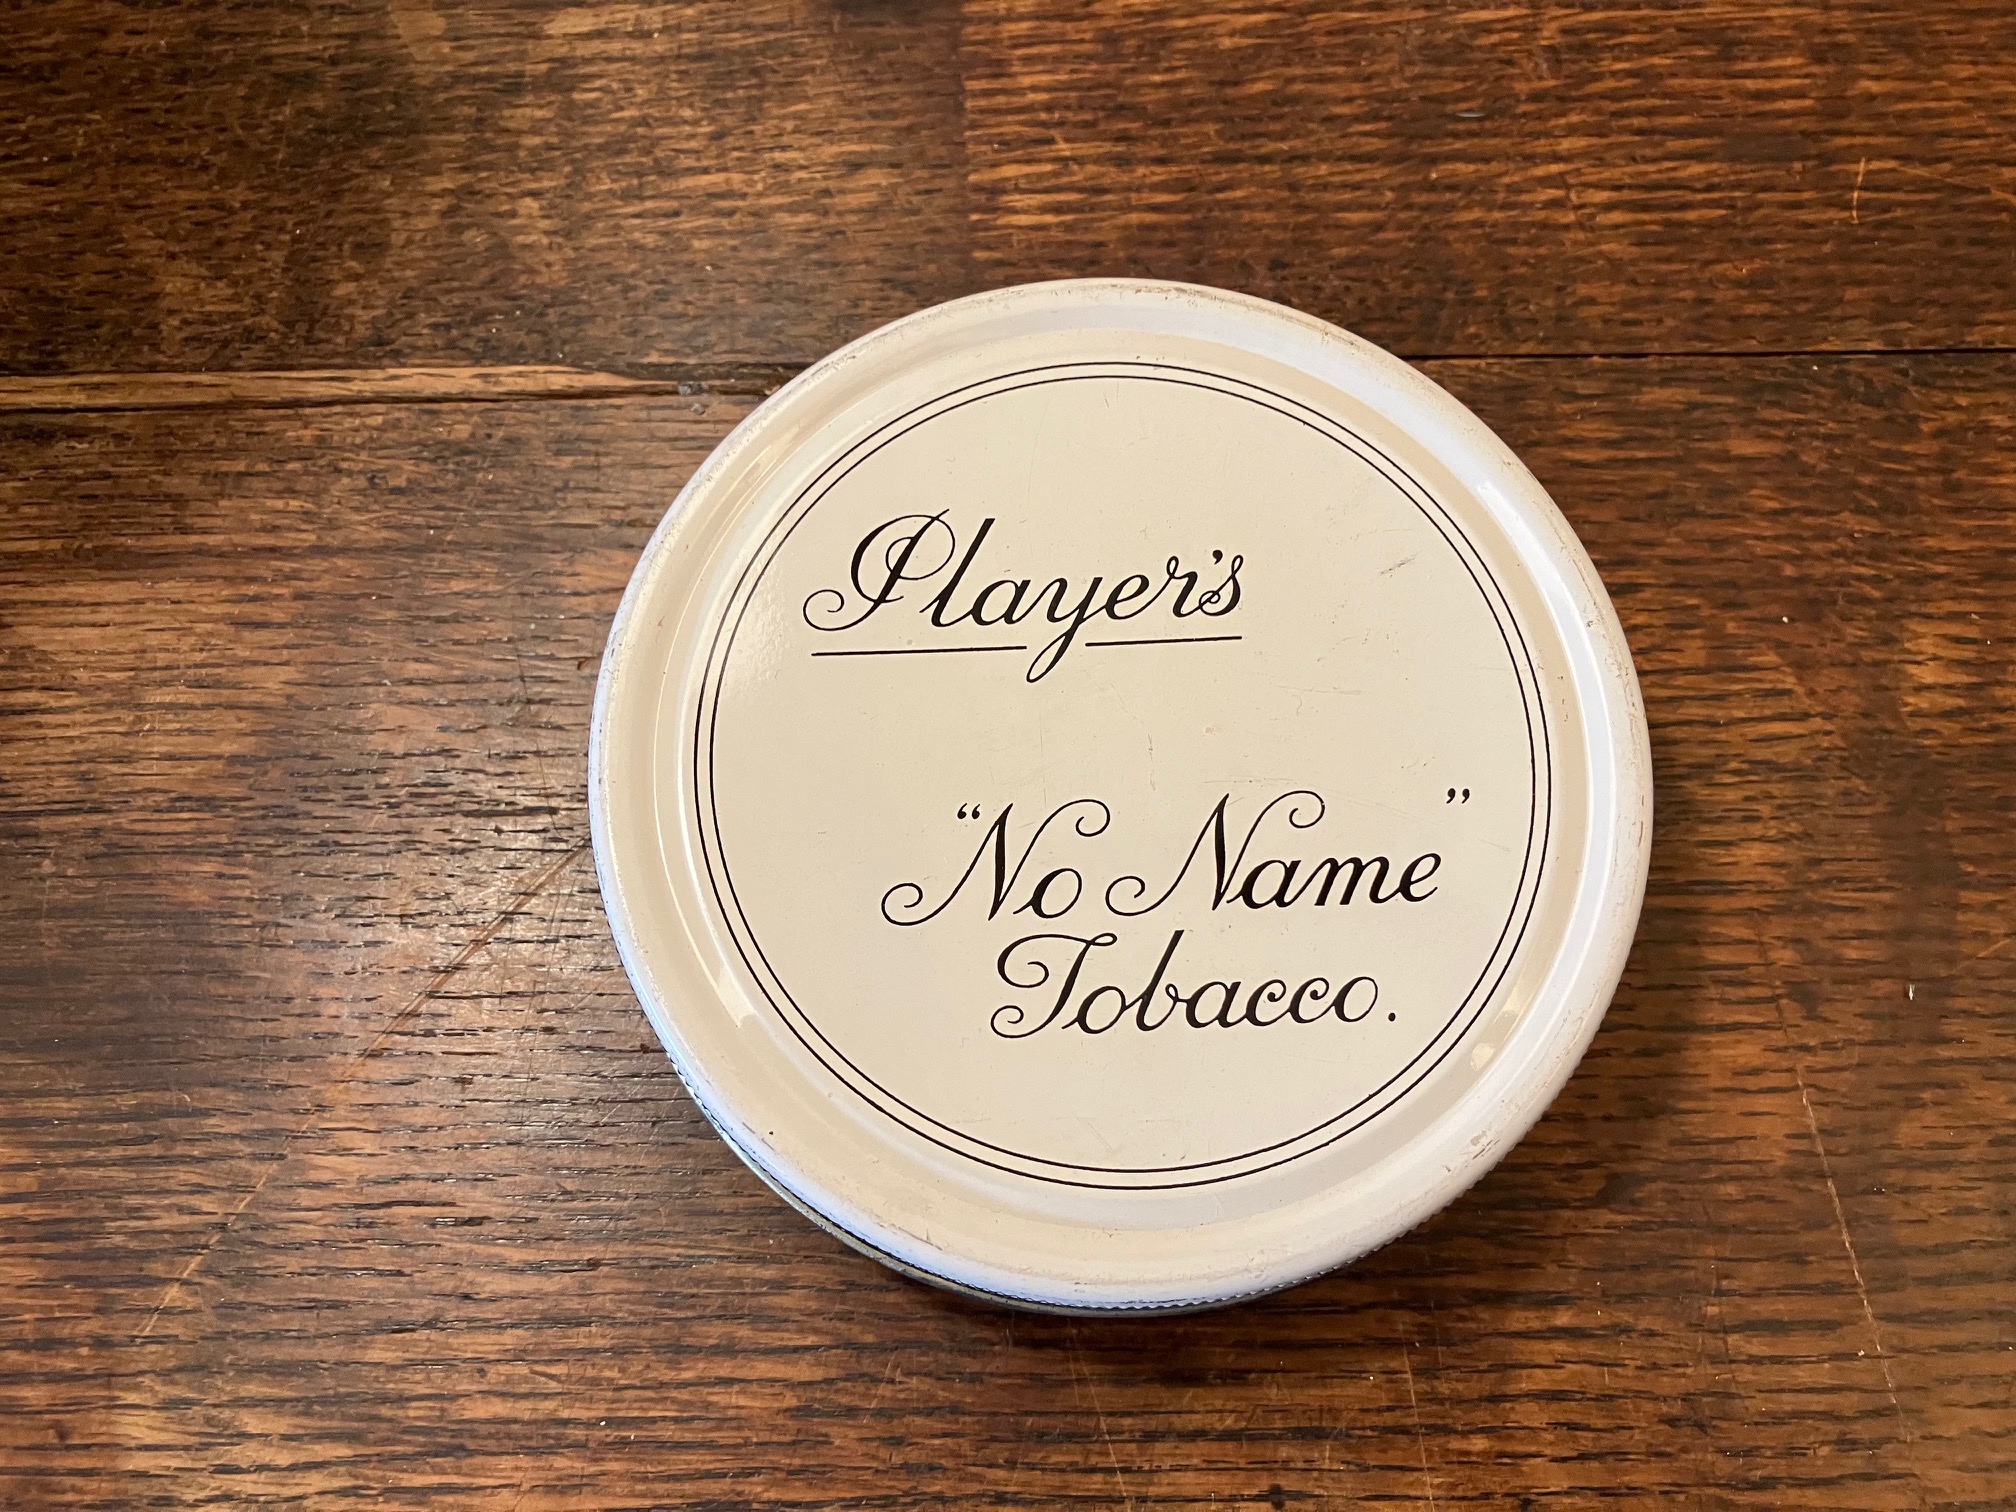 Player's
“No Name”
Tobacco.